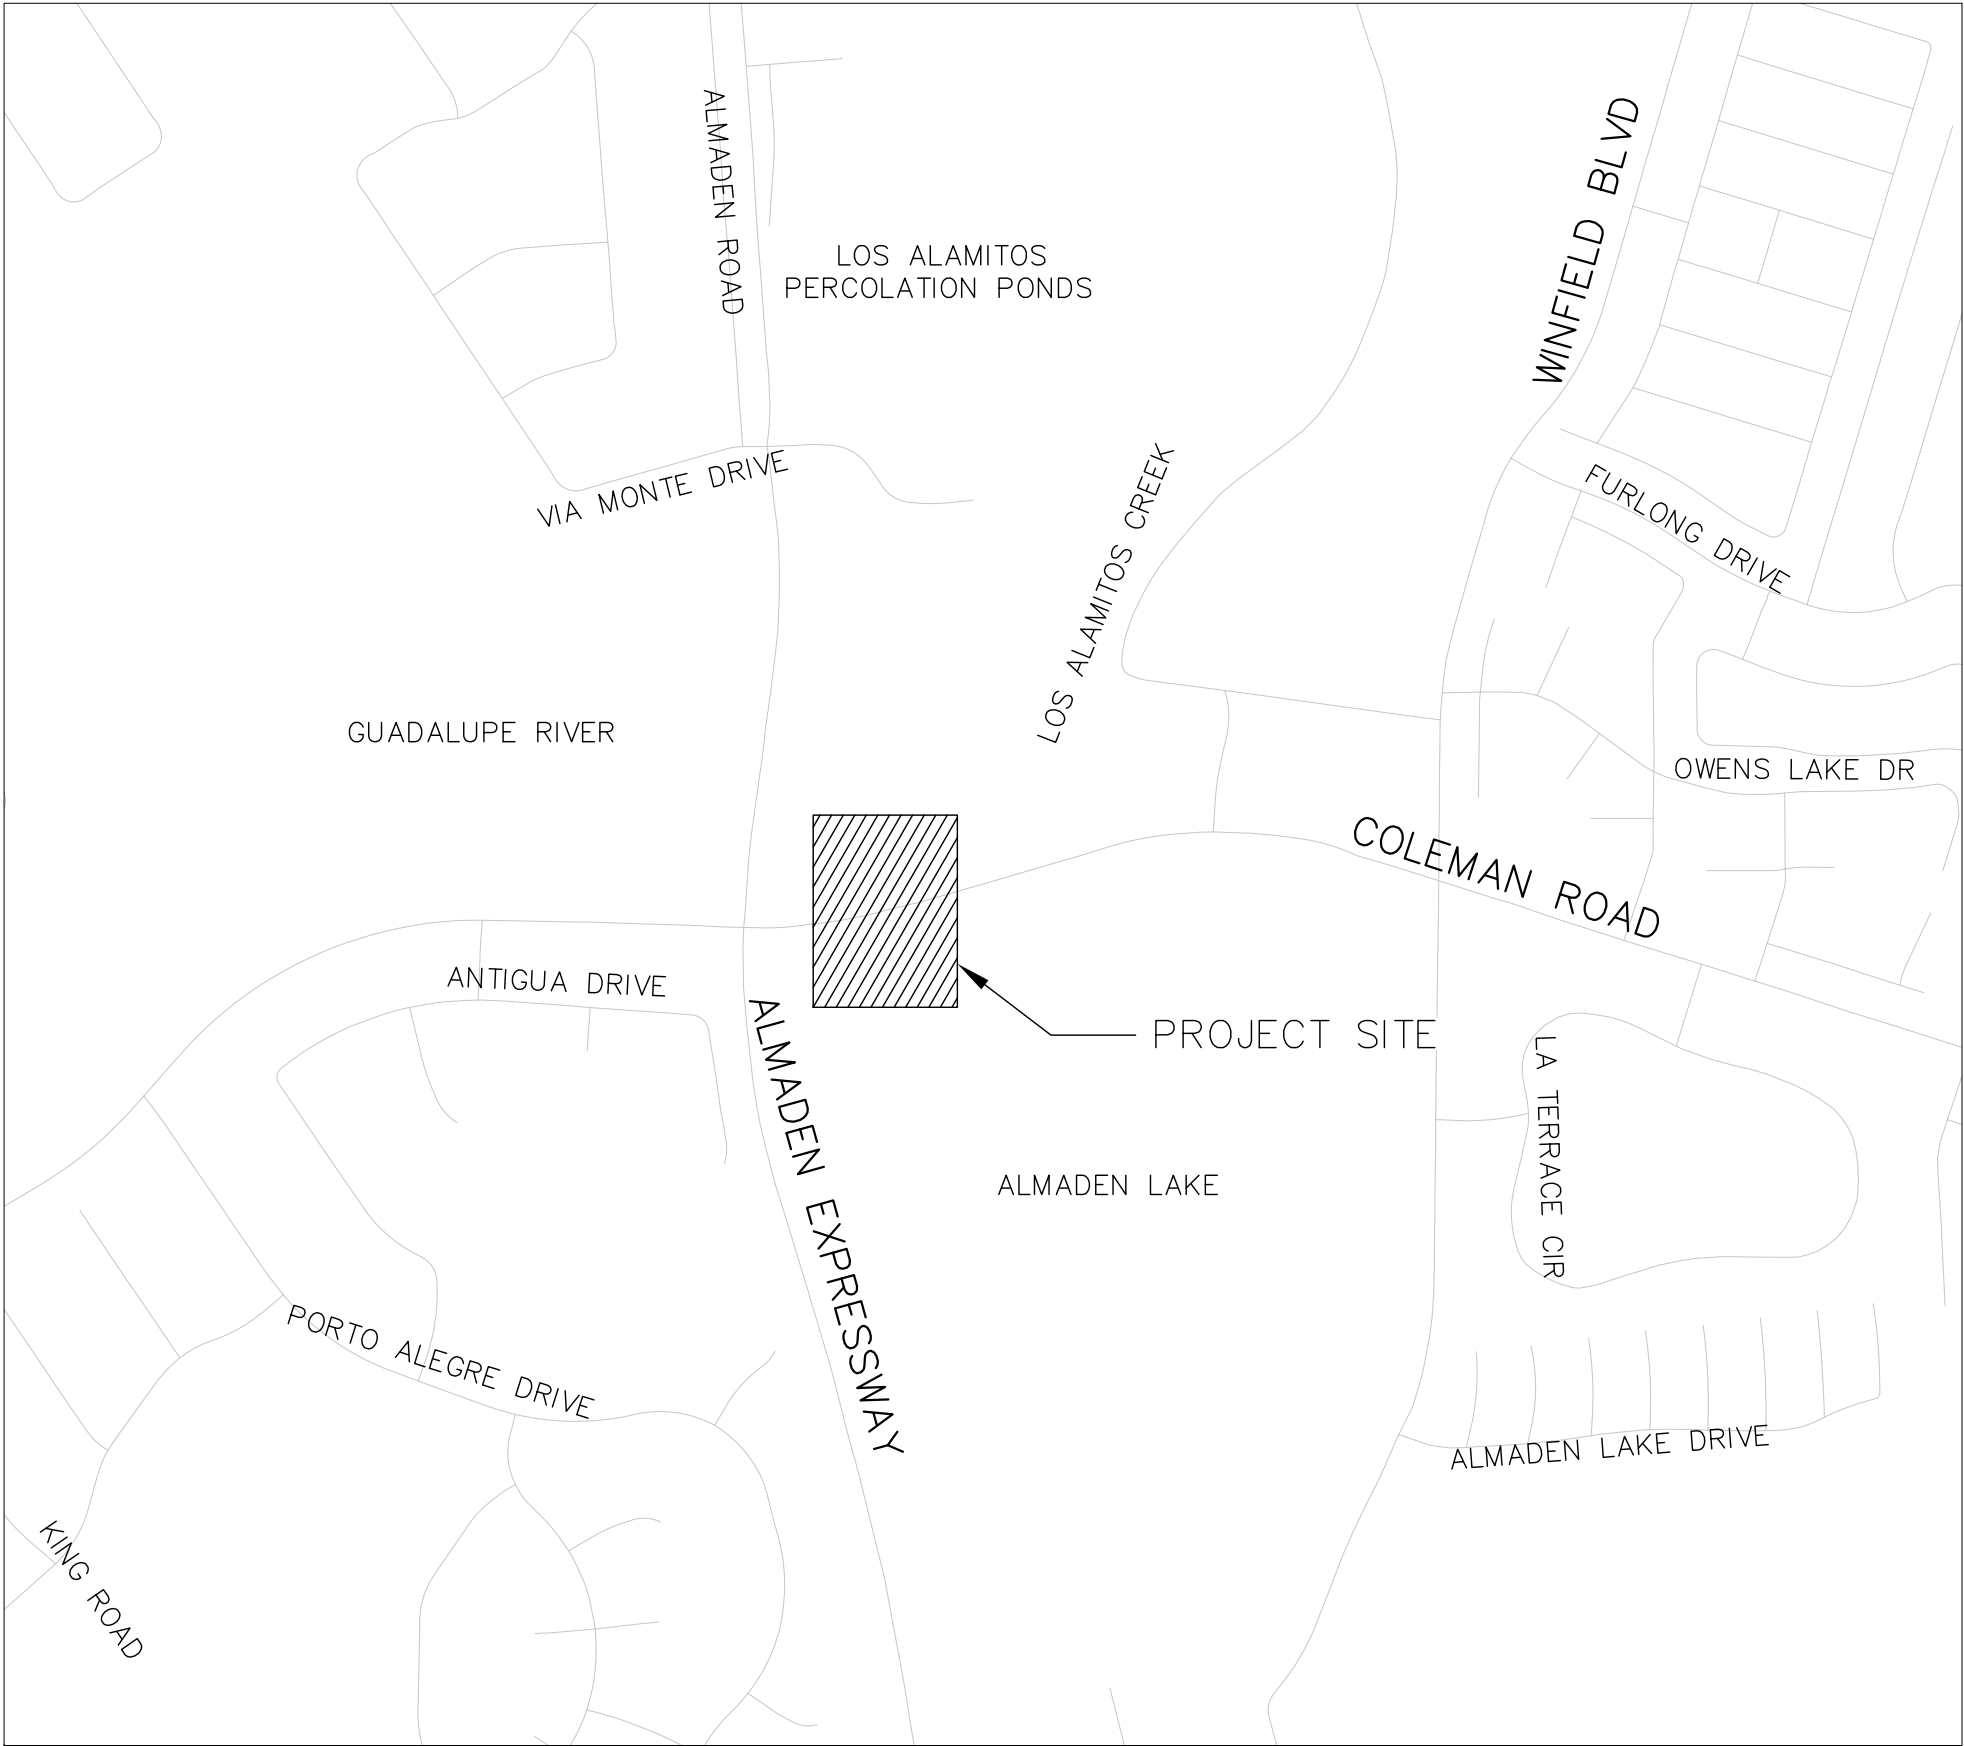 ALMADEN ROAD
LOS ALAMITOS
PERCOLATION PONDS
WINFIELD BLVD
VIA MONTE DRIVE
LOS ALAMITOS CREEK
FURLONG DRIVE
GUADALUPE RIVER
OWENS LAKE DR
COLEMAN ROAD
ANTIGUA DRIVE
PROJECT SITE
ALMADEN EXPRESSWAY
LA TERRACE CIR
ALMADEN LAKE
PORTO ALEGRE DRIVE
ALMADEN LAKE DRIVE
KING ROAD